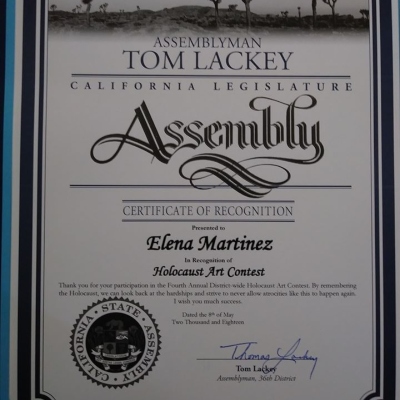 ASSEMBLYMAN
TOM LACKEY
CALIFORNIA LEGISLATURE
Assembly
CERTIFICATE OF RECOGNITION
Presented to
Elena Martinez
In Recognition of
Holocaust Art Contest
Thank you for your participation in the Fourth Annual District-wide Holocaust Art Contest. By remembering
the Holocaust, we can look back at the hardships and strive to never allow atrocities like this to happen again.
I wish you much success.
Dated the 8th of May
Two Thousand and Eighteen
CALIFORNIA · STATE · ASSEMBLY
Thomas Lackey
Tom Lackey
Assemblyman, 36th District